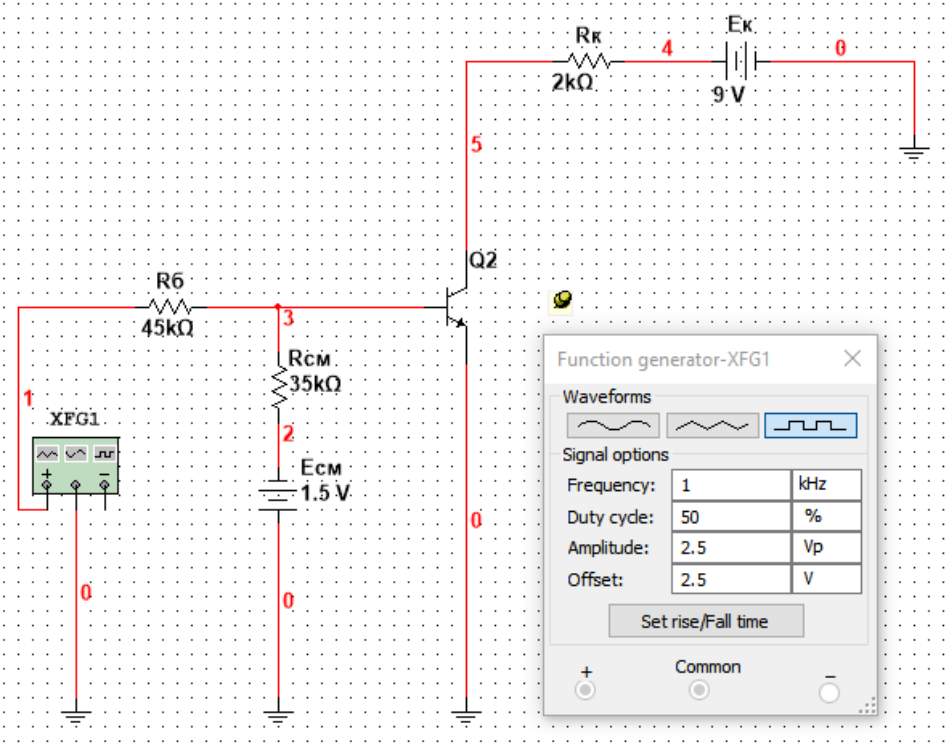 Eк
Rк
4
0
2kΩ
9 V
5
Q2
Rб
3
45kΩ
Rсм
35kΩ
1
XFG1
2
Eсм
1.5 V
0
0
0
+
−
Function generator-XFG1
Waveforms
Signal options
Frequency: 1 kHz
Duty cycle: 50 %
Amplitude: 2.5 Vp
Offset: 2.5 V
Set rise/Fall time
+ Common −